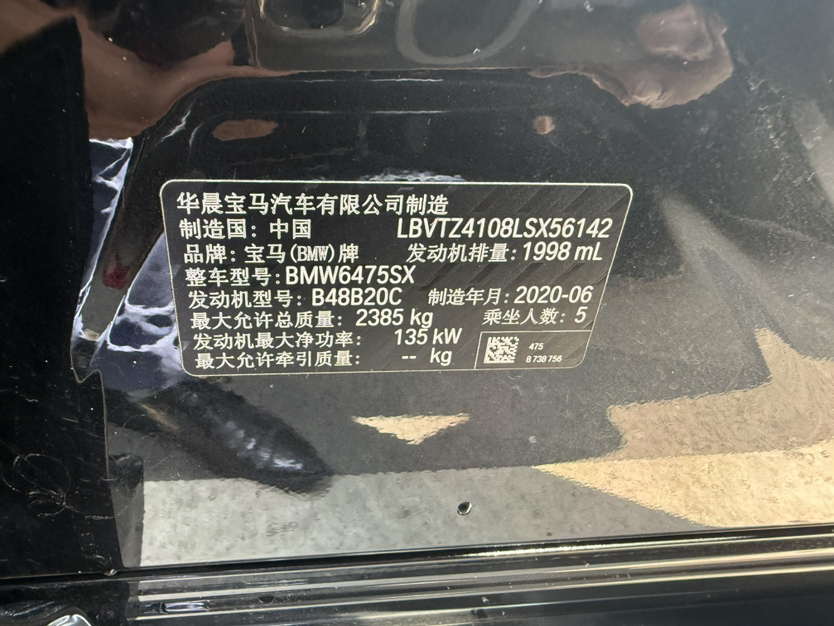 华晨宝马汽车有限公司制造
制造国: 中国 LBVTZ4108LSX56142
品牌: 宝马(BMW)牌 发动机排量: 1998 mL
整车型号: BMW6475SX
发动机型号: B48B20C 制造年月: 2020-06
最大允许总质量: 2385 kg 乘坐人数: 5
发动机最大净功率: 135 kW
最大允许牵引质量: -- kg
475
8 738 756